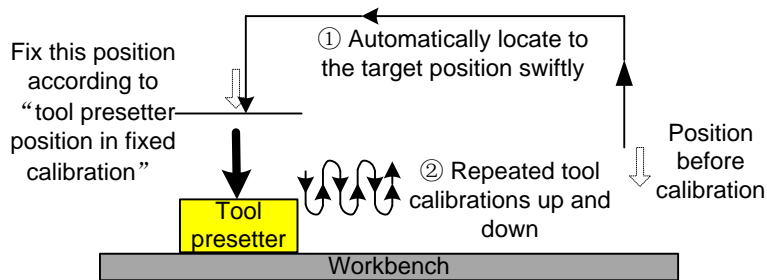 Fix this position
according to
“tool presetter
position in fixed
calibration”
① Automatically locate to
the target position swiftly
Position
before
calibration
② Repeated tool
calibrations up and
down
Tool
presetter
Workbench